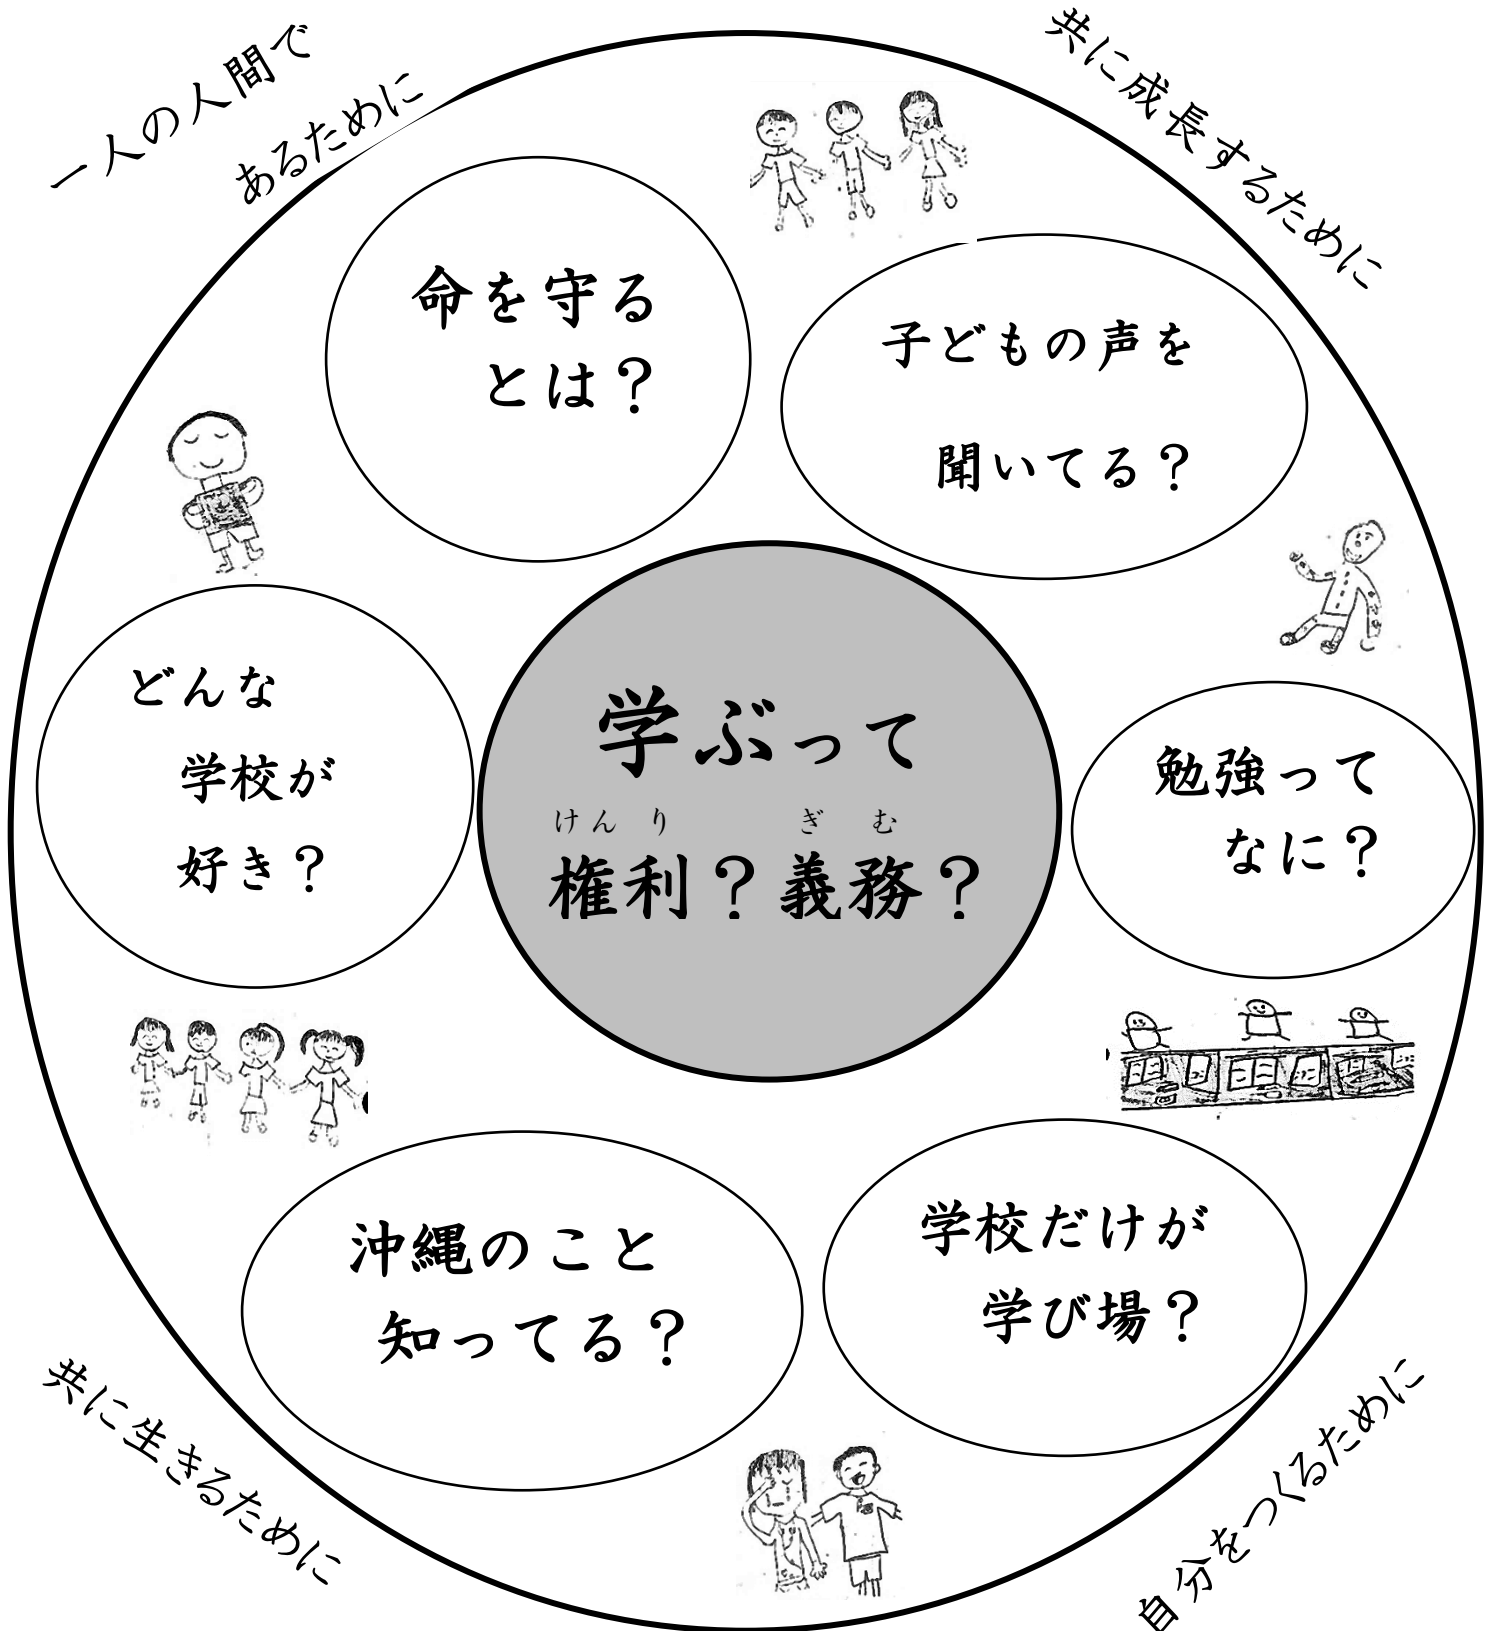 一人の人間で
あるために
共に成長するために
命を守る
とは?
子どもの声を
聞いてる?
どんな
学校が
好き?
学ぶって
けんり ぎむ
権利?義務?
勉強って
なに?
沖縄のこと
知ってる?
学校だけが
学び場?
共に生きるために
自分をつくるために